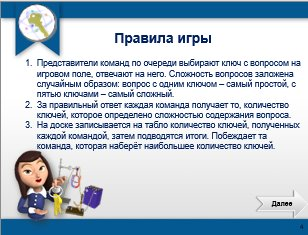 Правила игры
1. Представители команд по очереди выбирают ключ с вопросом на
игровом поле, отвечают на него. Сложность вопросов заложена
случайным образом: вопрос с одним ключом – самый простой, с
пятью ключами – самый сложный.
2. За правильный ответ каждая команда получает то, количество
ключей, которое определено сложностью содержания вопроса.
3. На доске записывается на табло количество ключей, полученных
каждой командой, затем подводятся итоги. Побеждает та
команда, которая наберёт наибольшее количество ключей.
Далее
4